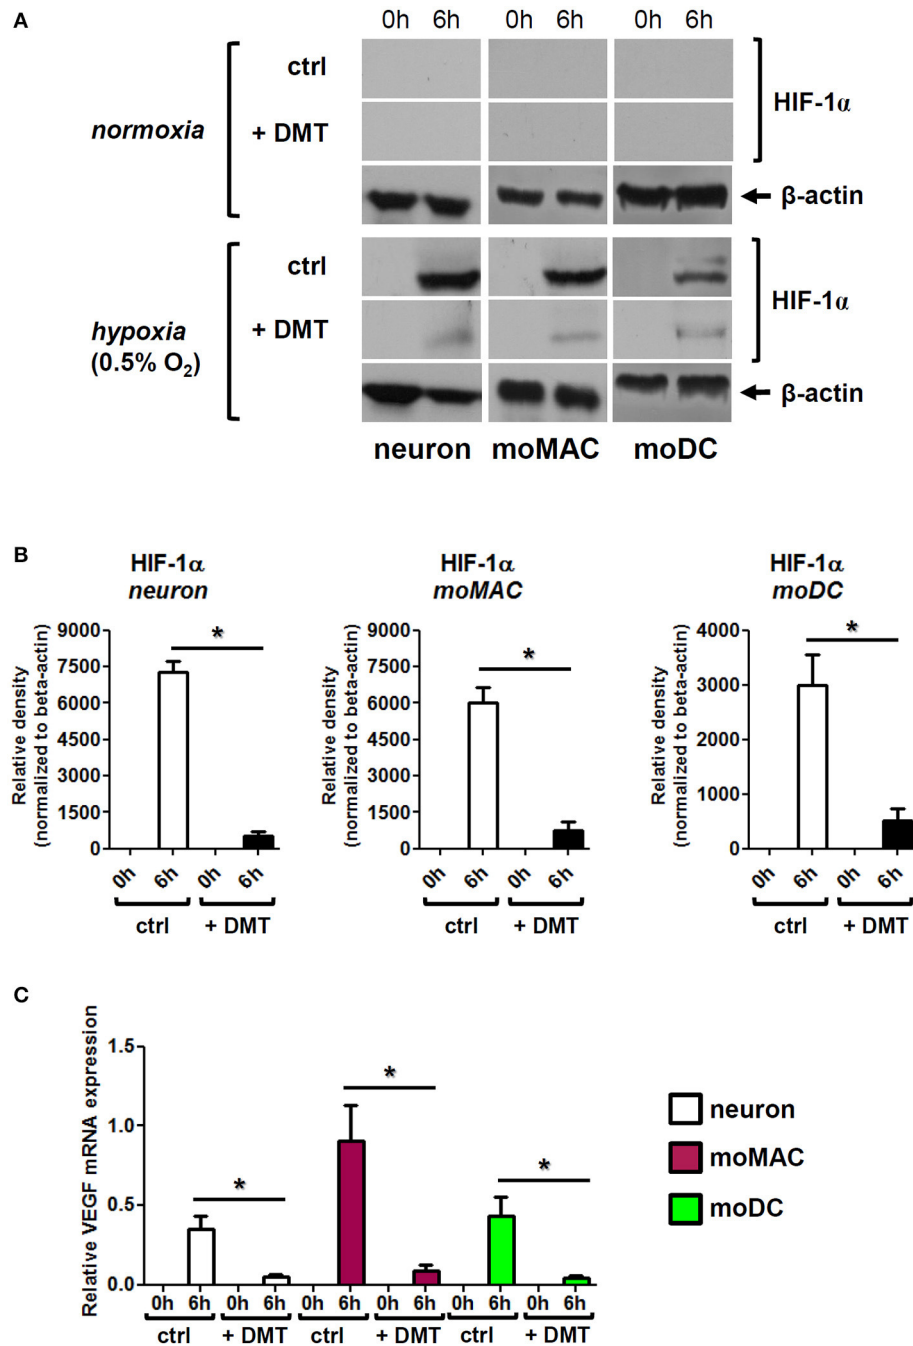 A
0h 6h 0h 6h 0h 6h
ctrl
normoxia
+ DMT
HIF-1α
β-actin
ctrl
hypoxia
(0.5% O₂)
+ DMT
HIF-1α
β-actin
neuron moMAC moDC
B
HIF-1α
neuron
Relative density
(normalized to beta-actin)
9000
7500
6000
4500
3000
1500
0
*
0h 6h 0h 6h
ctrl + DMT
HIF-1α
moMAC
Relative density
(normalized to beta-actin)
9000
7500
6000
4500
3000
1500
0
*
0h 6h 0h 6h
ctrl + DMT
HIF-1α
moDC
Relative density
(normalized to beta-actin)
4000
3000
2000
1000
0
*
0h 6h 0h 6h
ctrl + DMT
C
Relative VEGF mRNA expression
1.5
1.0
0.5
0.0
* * *
0h 6h 0h 6h 0h 6h 0h 6h 0h 6h 0h 6h
ctrl + DMT ctrl + DMT ctrl + DMT
neuron
moMAC
moDC